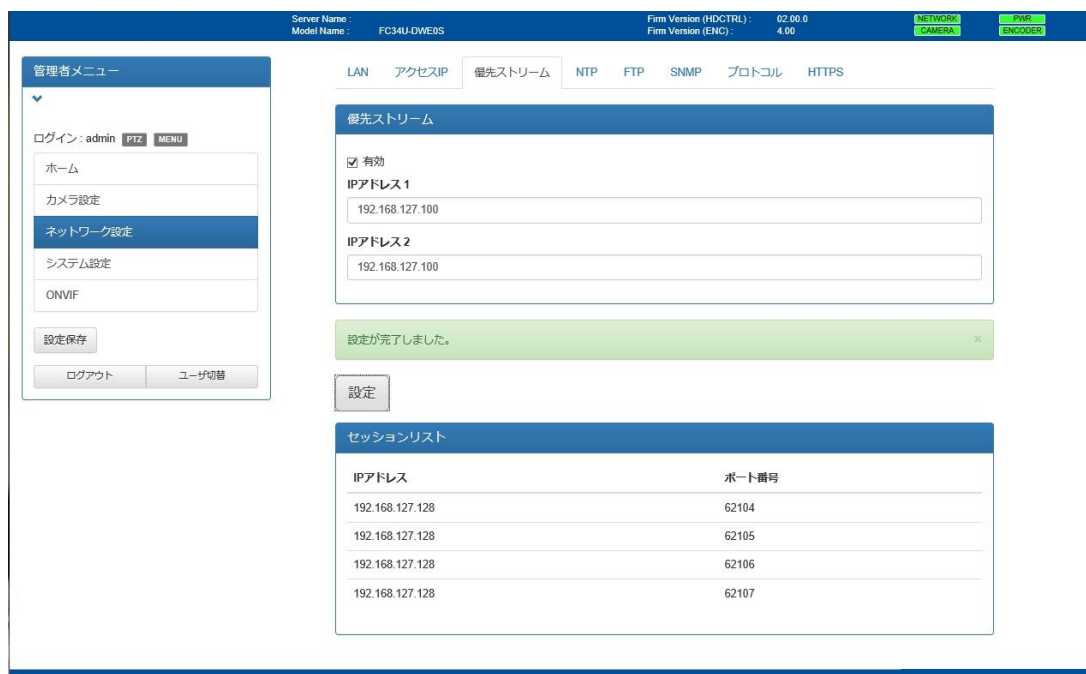 Server Name :
Model Name : FC34U-DWE0S
Firm Version (HDCTRL) : 02.00.0
Firm Version (ENC) : 4.00
NETWORK
CAMERA
PWR
ENCODER
管理者メニュー
ログイン : admin PTZ MENU
ホーム
カメラ設定
ネットワーク設定
システム設定
ONVIF
設定保存
ログアウト ユーザ切替
LAN アクセスIP 優先ストリーム NTP FTP SNMP プロトコル HTTPS
優先ストリーム
有効
IPアドレス 1
192.168.127.100
IPアドレス 2
192.168.127.100
設定が完了しました。 ×
設定
セッションリスト
IPアドレス ポート番号
192.168.127.128 62104
192.168.127.128 62105
192.168.127.128 62106
192.168.127.128 62107